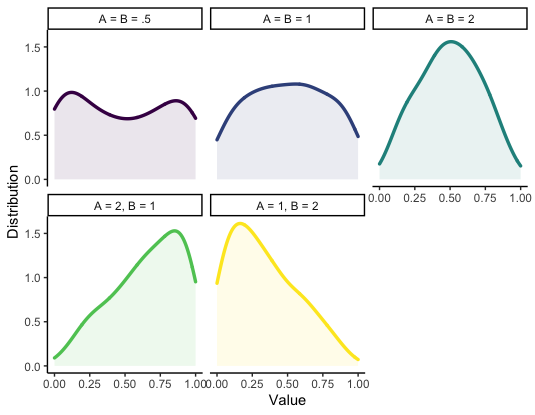 A = B = .5
A = B = 1
A = B = 2
1.5
1.0
0.5
0.0
0.00 0.25 0.50 0.75 1.00
Distribution
A = 2, B = 1
A = 1, B = 2
1.5
1.0
0.5
0.0
0.00 0.25 0.50 0.75 1.00
0.00 0.25 0.50 0.75 1.00
Value